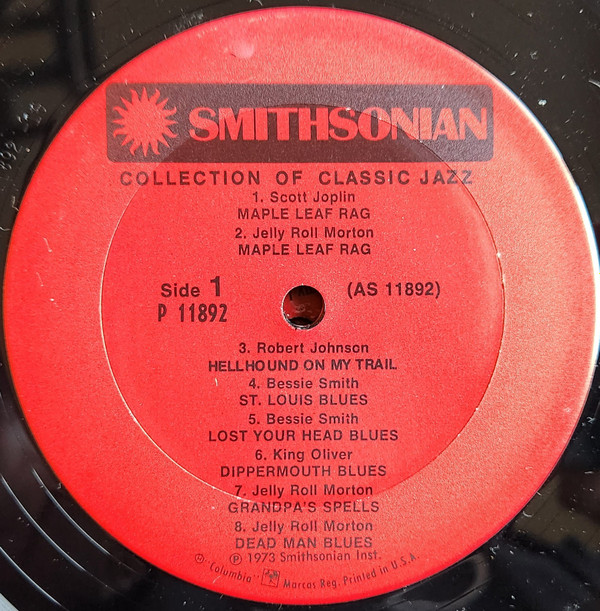 SMITHSONIAN
COLLECTION OF CLASSIC JAZZ
1. Scott Joplin
MAPLE LEAF RAG
2. Jelly Roll Morton
MAPLE LEAF RAG
Side 1 (AS 11892)
P 11892
3. Robert Johnson
HELLHOUND ON MY TRAIL
4. Bessie Smith
ST. LOUIS BLUES
5. Bessie Smith
LOST YOUR HEAD BLUES
6. King Oliver
DIPPERMOUTH BLUES
7. Jelly Roll Morton
GRANDPA'S SPELLS
8. Jelly Roll Morton
DEAD MAN BLUES
℗ 1973 Smithsonian Inst.
"Columbia" Marcas Reg. Printed in U.S.A.